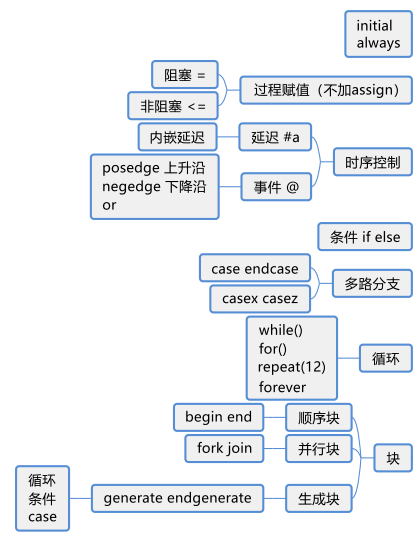 initial
always
阻塞 =
非阻塞 <=
过程赋值（不加assign）
内嵌延迟
延迟 #a
posedge 上升沿
negedge 下降沿
or
事件 @
时序控制
条件 if else
case endcase
casex casez
多路分支
while()
for()
repeat(12)
forever
循环
begin end
顺序块
fork join
并行块
块
循环
条件
case
generate endgenerate
生成块